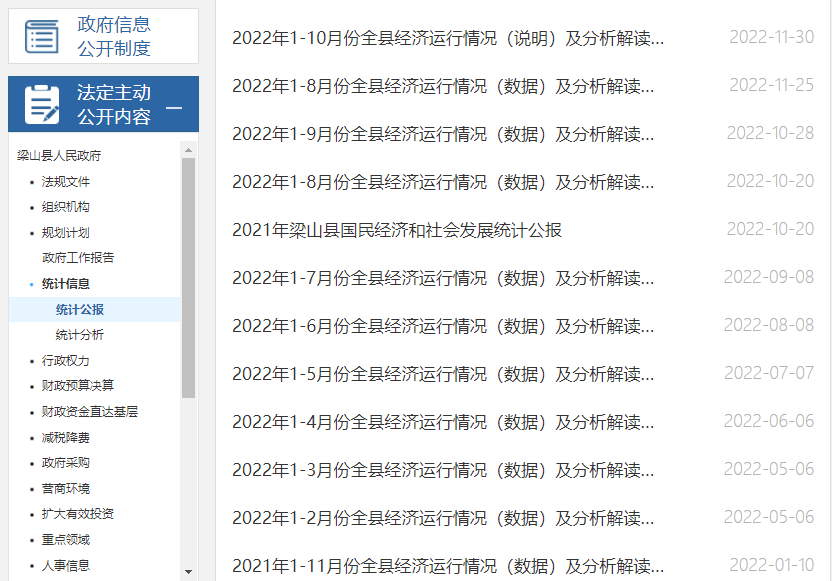 政府信息
公开制度
法定主动
公开内容
梁山县人民政府
法规文件
组织机构
规划计划
政府工作报告
统计信息
统计公报
统计分析
行政权力
财政预算决算
财政资金直达基层
减税降费
政府采购
营商环境
扩大有效投资
重点领域
人事信息
2022年1-10月份全县经济运行情况（说明）及分析解读... 2022-11-30
2022年1-8月份全县经济运行情况（数据）及分析解读... 2022-11-25
2022年1-9月份全县经济运行情况（数据）及分析解读... 2022-10-28
2022年1-8月份全县经济运行情况（数据）及分析解读... 2022-10-20
2021年梁山县国民经济和社会发展统计公报 2022-10-20
2022年1-7月份全县经济运行情况（数据）及分析解读... 2022-09-08
2022年1-6月份全县经济运行情况（数据）及分析解读... 2022-08-08
2022年1-5月份全县经济运行情况（数据）及分析解读... 2022-07-07
2022年1-4月份全县经济运行情况（数据）及分析解读... 2022-06-06
2022年1-3月份全县经济运行情况（数据）及分析解读... 2022-05-06
2022年1-2月份全县经济运行情况（数据）及分析解读... 2022-05-06
2021年1-11月份全县经济运行情况（数据）及分析解读... 2022-01-10